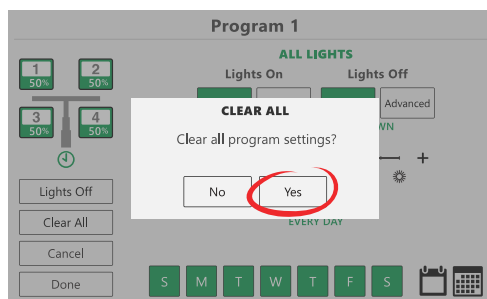 Program 1
ALL LIGHTS
Lights On
Lights Off
1
50%
2
50%
3
50%
4
50%
Advanced
WN
CLEAR ALL
Clear all program settings?
No
Yes
+
EVERY DAY
Lights Off
Clear All
Cancel
Done
S M T W T F S